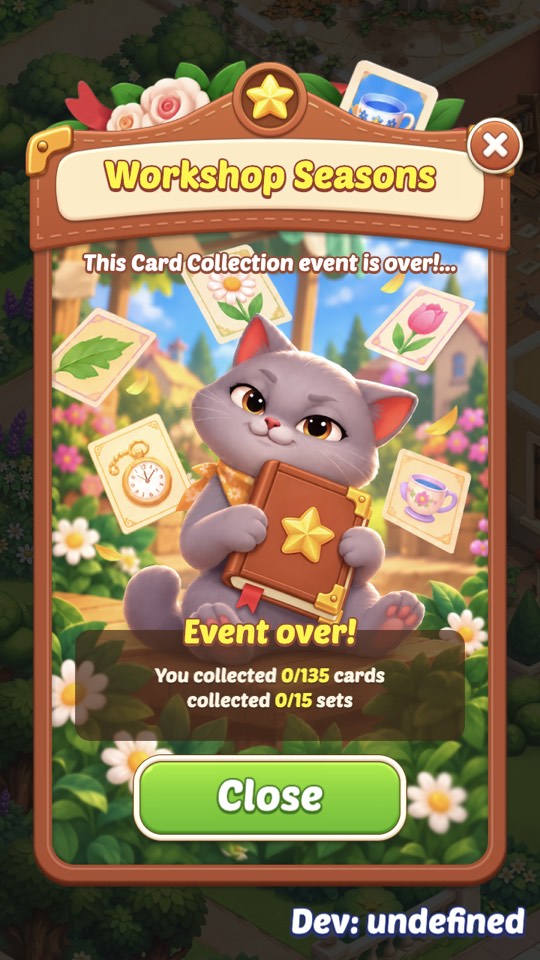 Workshop Seasons
This Card Collection event is over!...
Event over!
You collected 0/135 cards
collected 0/15 sets
Close
Dev: undefined